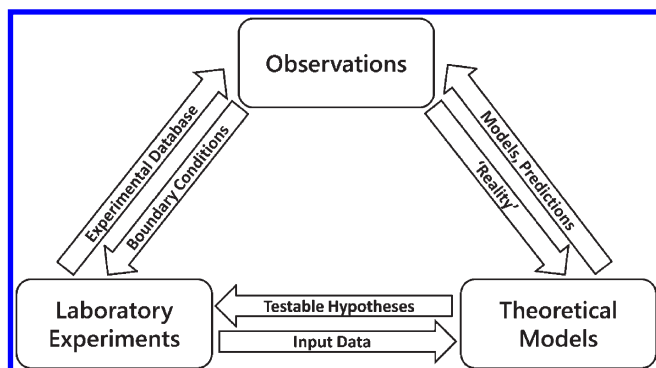 Observations
Experimental Database
Boundary Conditions
Models, Predictions
'Reality'
Laboratory
Experiments
Testable Hypotheses
Input Data
Theoretical
Models